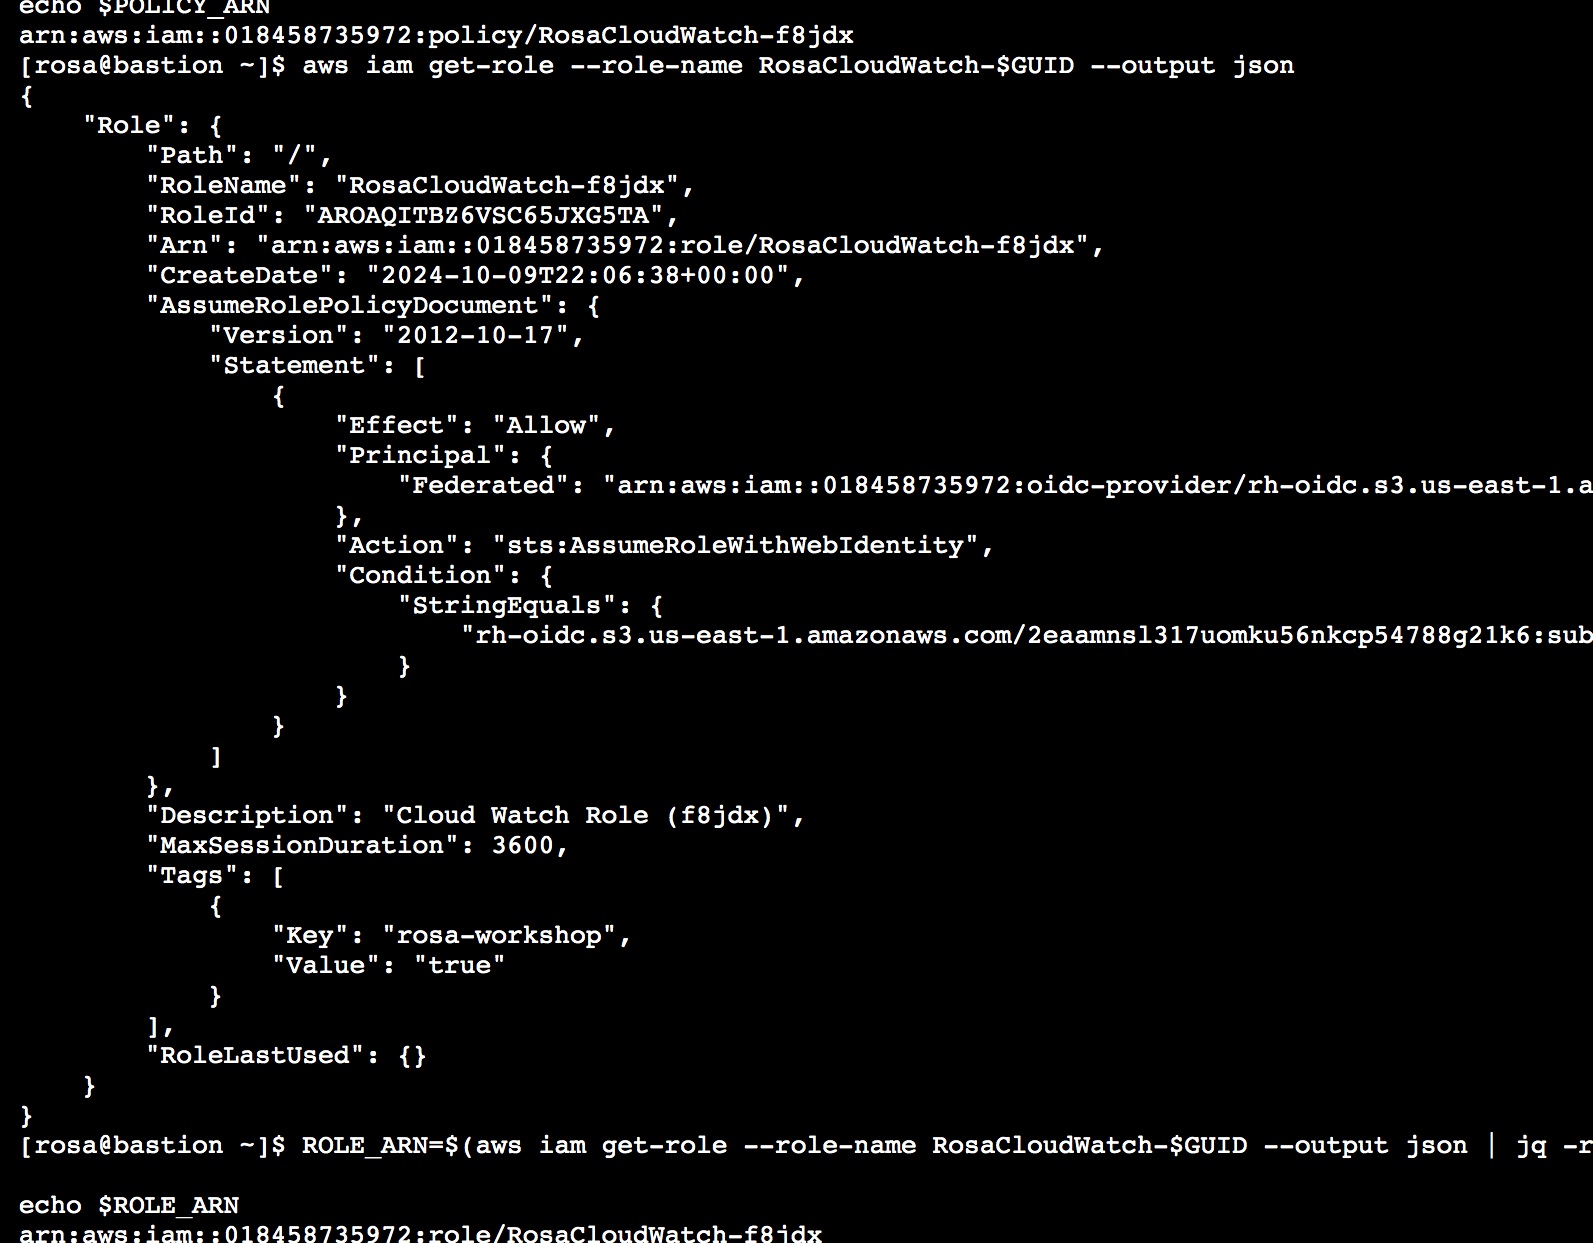 echo $POLICY_ARN
arn:aws:iam::018458735972:policy/RosaCloudWatch-f8jdx
[rosa@bastion ~]$ aws iam get-role --role-name RosaCloudWatch-$GUID --output json
{
    "Role": {
        "Path": "/",
        "RoleName": "RosaCloudWatch-f8jdx",
        "RoleId": "AROAQITBZ6VSC65JXG5TA",
        "Arn": "arn:aws:iam::018458735972:role/RosaCloudWatch-f8jdx",
        "CreateDate": "2024-10-09T22:06:38+00:00",
        "AssumeRolePolicyDocument": {
            "Version": "2012-10-17",
            "Statement": [
                {
                    "Effect": "Allow",
                    "Principal": {
                        "Federated": "arn:aws:iam::018458735972:oidc-provider/rh-oidc.s3.us-east-1.a
                    },
                    "Action": "sts:AssumeRoleWithWebIdentity",
                    "Condition": {
                        "StringEquals": {
                            "rh-oidc.s3.us-east-1.amazonaws.com/2eaamnsl317uomku56nkcp54788g21k6:sub
                        }
                    }
                }
            ]
        },
        "Description": "Cloud Watch Role (f8jdx)",
        "MaxSessionDuration": 3600,
        "Tags": [
            {
                "Key": "rosa-workshop",
                "Value": "true"
            }
        ],
        "RoleLastUsed": {}
    }
}
[rosa@bastion ~]$ ROLE_ARN=$(aws iam get-role --role-name RosaCloudWatch-$GUID --output json | jq -r
echo $ROLE_ARN
arn:aws:iam::018458735972:role/RosaCloudWatch-f8jdx